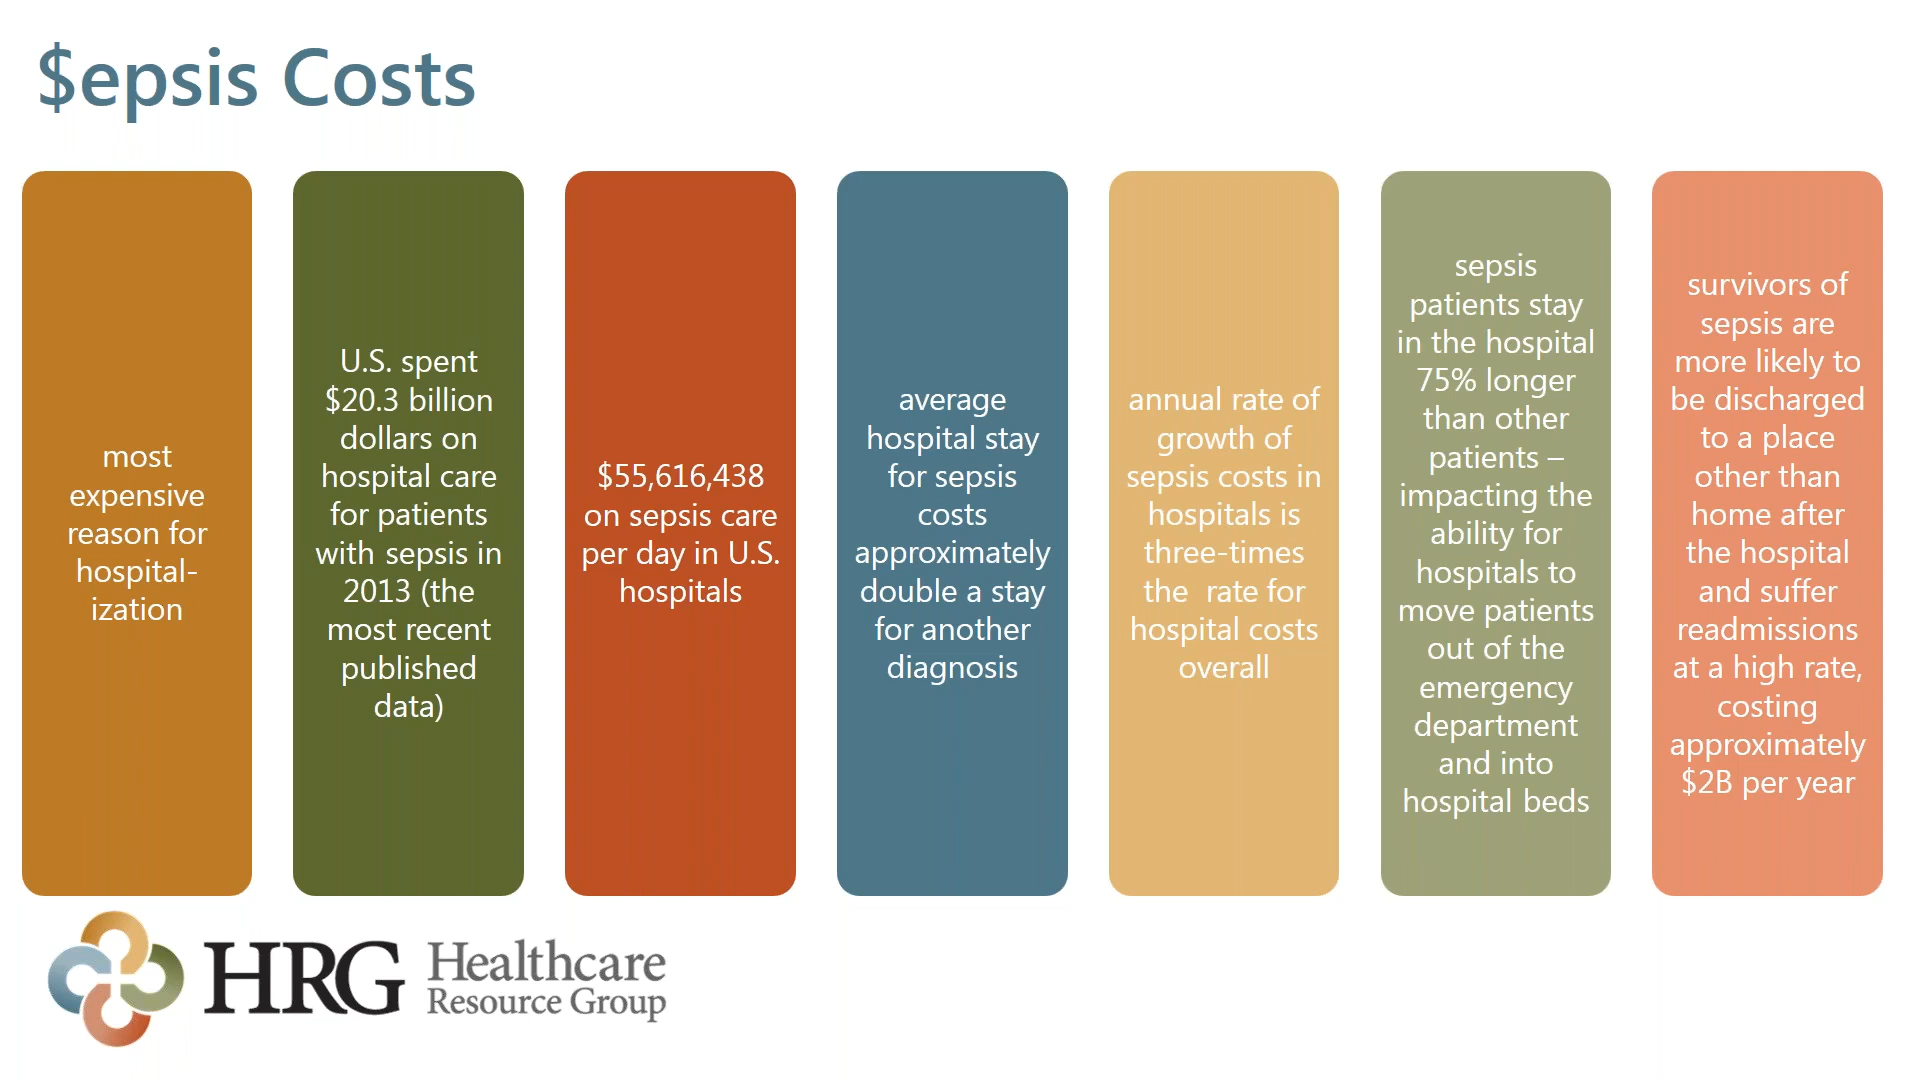 $epsis Costs
most
expensive
reason for
hospital-
ization
U.S. spent
$20.3 billion
dollars on
hospital care
for patients
with sepsis in
2013 (the
most recent
published
data)
$55,616,438
on sepsis care
per day in U.S.
hospitals
average
hospital stay
for sepsis
costs
approximately
double a stay
for another
diagnosis
annual rate of
growth of
sepsis costs in
hospitals is
three-times
the rate for
hospital costs
overall
sepsis
patients stay
in the hospital
75% longer
than other
patients –
impacting the
ability for
hospitals to
move patients
out of the
emergency
department
and into
hospital beds
survivors of
sepsis are
more likely to
be discharged
to a place
other than
home after
the hospital
and suffer
readmissions
at a high rate,
costing
approximately
$2B per year
HRG Healthcare
Resource Group